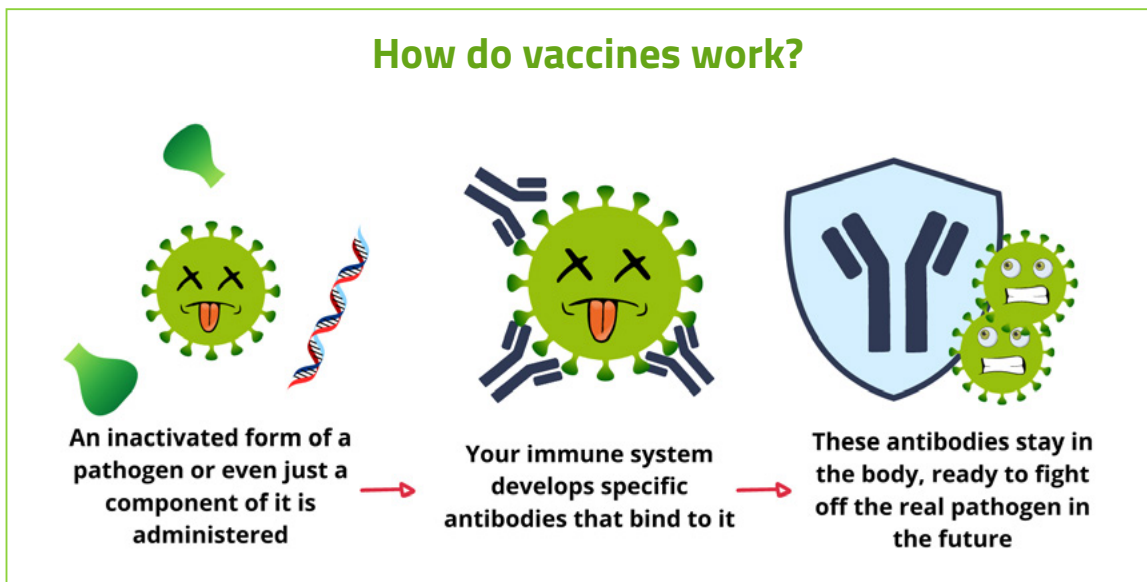 How do vaccines work?
An inactivated form of a
pathogen or even just a
component of it is
administered
Your immune system
develops specific
antibodies that bind to it
These antibodies stay in
the body, ready to fight
off the real pathogen in
the future